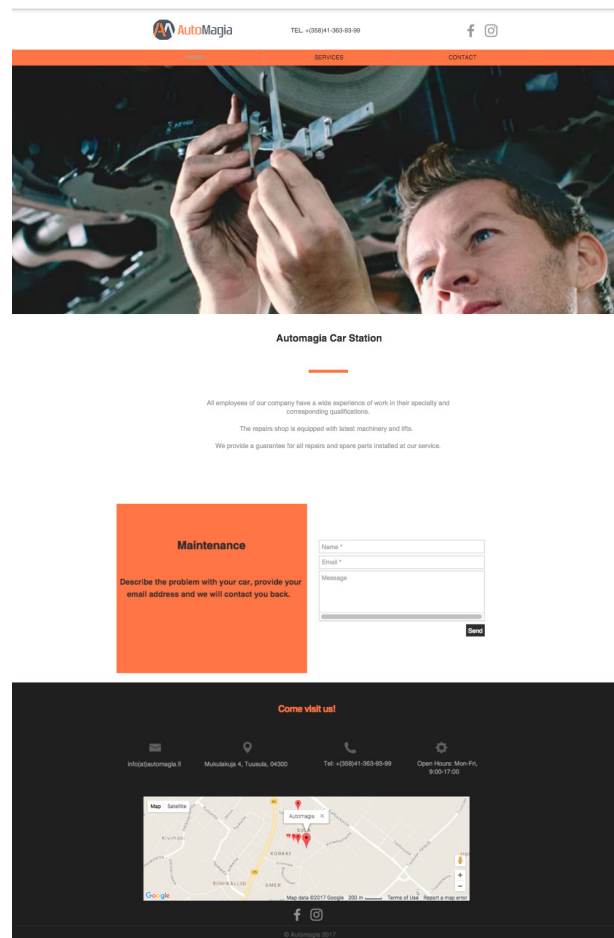 AutoMagia
TEL. +(358)41-363-93-99
HOME
SERVICES
CONTACT
Automagia Car Station
All employees of our company have a wide experience of work in their specialty and
corresponding qualifications.
The repairs shop is equipped with latest machinery and lifts.
We provide a guarantee for all repairs and spare parts installed at our service.
Maintenance
Describe the problem with your car, provide your
email address and we will contact you back.
Name *
Email *
Message
Send
Come visit us!
info(at)automagia.fi
Mukulakuja 4, Tuusula, 04300
Tel: +(358)41-363-93-99
Open Hours: Mon-Fri,
9:00-17:00
Map Satellite
Automagia
Google
Map data ©2017 Google 200 m Terms of Use Report a map error
© Automagia 2017